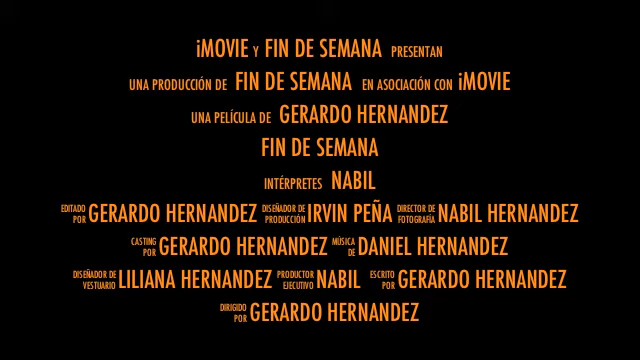 iMOVIE Y FIN DE SEMANA PRESENTAN
UNA PRODUCCIÓN DE FIN DE SEMANA EN ASOCIACIÓN CON iMOVIE
UNA PELÍCULA DE GERARDO HERNANDEZ
FIN DE SEMANA
INTÉRPRETES NABIL
EDITADO POR GERARDO HERNANDEZ DISEÑADOR DE PRODUCCIÓN IRVIN PEÑA DIRECTOR DE FOTOGRAFÍA NABIL HERNANDEZ
CASTING POR GERARDO HERNANDEZ MÚSICA DE DANIEL HERNANDEZ
DISEÑADOR DE VESTUARIO LILIANA HERNANDEZ PRODUCTOR EJECUTIVO NABIL ESCRITO POR GERARDO HERNANDEZ
DIRIGIDO POR GERARDO HERNANDEZ